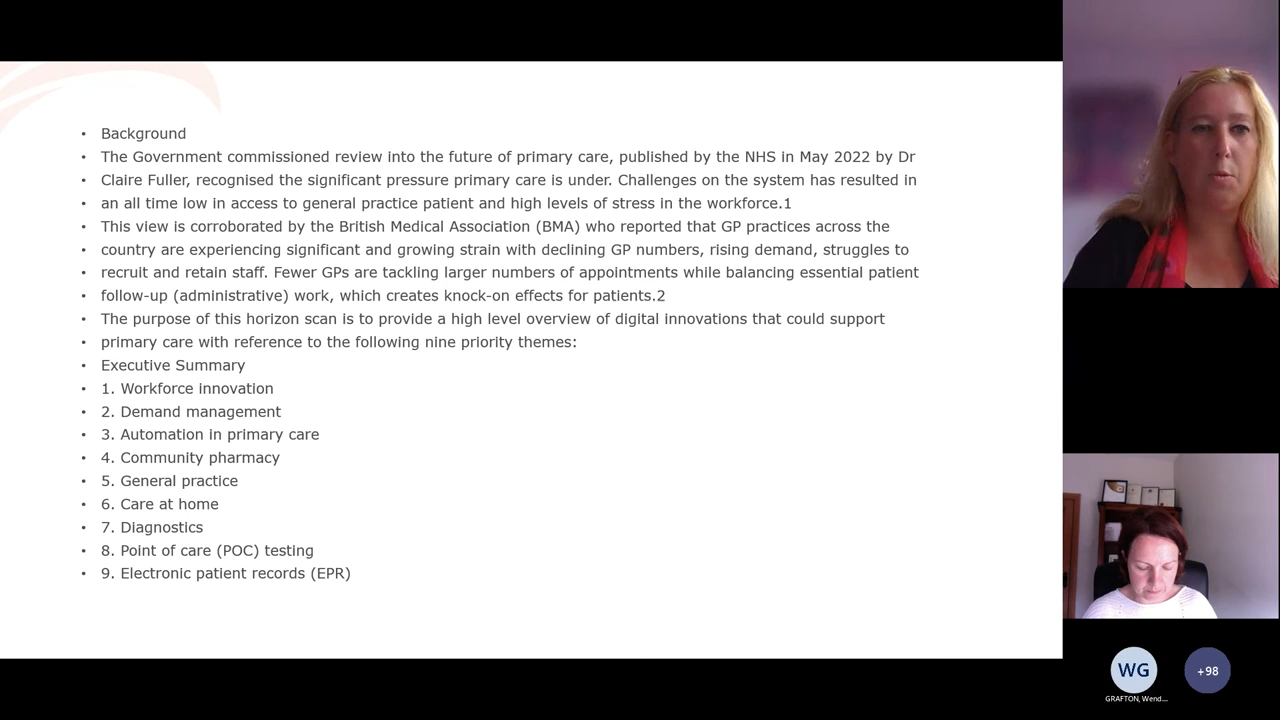 • Background
• The Government commissioned review into the future of primary care, published by the NHS in May 2022 by Dr
• Claire Fuller, recognised the significant pressure primary care is under. Challenges on the system has resulted in
• an all time low in access to general practice patient and high levels of stress in the workforce.1
• This view is corroborated by the British Medical Association (BMA) who reported that GP practices across the
• country are experiencing significant and growing strain with declining GP numbers, rising demand, struggles to
• recruit and retain staff. Fewer GPs are tackling larger numbers of appointments while balancing essential patient
• follow-up (administrative) work, which creates knock-on effects for patients.2
• The purpose of this horizon scan is to provide a high level overview of digital innovations that could support
• primary care with reference to the following nine priority themes:
• Executive Summary
• 1. Workforce innovation
• 2. Demand management
• 3. Automation in primary care
• 4. Community pharmacy
• 5. General practice
• 6. Care at home
• 7. Diagnostics
• 8. Point of care (POC) testing
• 9. Electronic patient records (EPR)
WG
+98
GRAFTON, Wend...